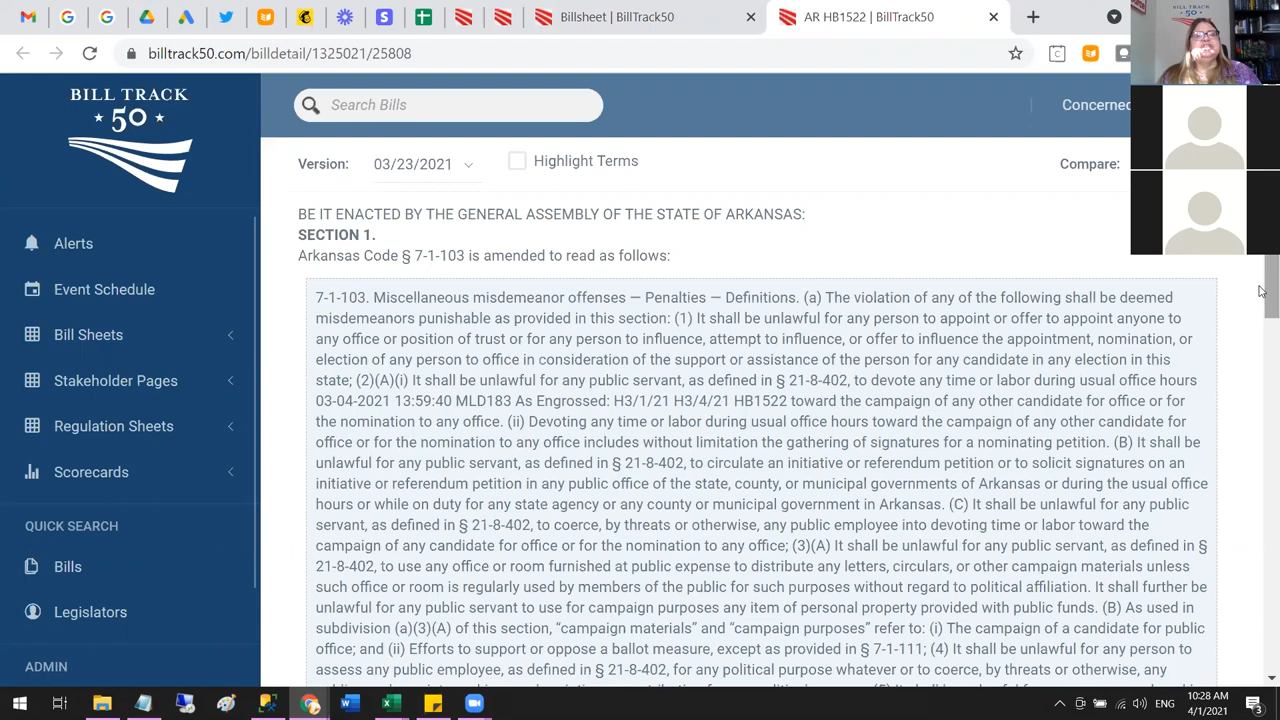 Billsheet | BillTrack50
AR HB1522 | BillTrack50
billtrack50.com/billdetail/1325021/25808
BILL TRACK
50
BILL TRACK
50
Search Bills
Concerned
Version:
03/23/2021
Highlight Terms
Compare:
Alerts
Event Schedule
Bill Sheets
Stakeholder Pages
Regulation Sheets
Scorecards
QUICK SEARCH
Bills
Legislators
ADMIN
BE IT ENACTED BY THE GENERAL ASSEMBLY OF THE STATE OF ARKANSAS:
SECTION 1.
Arkansas Code § 7-1-103 is amended to read as follows:
7-1-103. Miscellaneous misdemeanor offenses — Penalties — Definitions. (a) The violation of any of the following shall be deemed
misdemeanors punishable as provided in this section: (1) It shall be unlawful for any person to appoint or offer to appoint anyone to
any office or position of trust or for any person to influence, attempt to influence, or offer to influence the appointment, nomination, or
election of any person to office in consideration of the support or assistance of the person for any candidate in any election in this
state; (2)(A)(i) It shall be unlawful for any public servant, as defined in § 21-8-402, to devote any time or labor during usual office hours
03-04-2021 13:59:40 MLD183 As Engrossed: H3/1/21 H3/4/21 HB1522 toward the campaign of any other candidate for office or for
the nomination to any office. (ii) Devoting any time or labor during usual office hours toward the campaign of any other candidate for
office or for the nomination to any office includes without limitation the gathering of signatures for a nominating petition. (B) It shall be
unlawful for any public servant, as defined in § 21-8-402, to circulate an initiative or referendum petition or to solicit signatures on an
initiative or referendum petition in any public office of the state, county, or municipal governments of Arkansas or during the usual office
hours or while on duty for any state agency or any county or municipal government in Arkansas. (C) It shall be unlawful for any public
servant, as defined in § 21-8-402, to coerce, by threats or otherwise, any public employee into devoting time or labor toward the
campaign of any candidate for office or for the nomination to any office; (3)(A) It shall be unlawful for any public servant, as defined in §
21-8-402, to use any office or room furnished at public expense to distribute any letters, circulars, or other campaign materials unless
such office or room is regularly used by members of the public for such purposes without regard to political affiliation. It shall further be
unlawful for any public servant to use for campaign purposes any item of personal property provided with public funds. (B) As used in
subdivision (a)(3)(A) of this section, “campaign materials” and “campaign purposes” refer to: (i) The campaign of a candidate for public
office; and (ii) Efforts to support or oppose a ballot measure, except as provided in § 7-1-111; (4) It shall be unlawful for any person to
assess any public employee, as defined in § 21-8-402, for any political purpose whatever or to coerce, by threats or otherwise, any
ENG
10:28 AM
4/1/2021
3